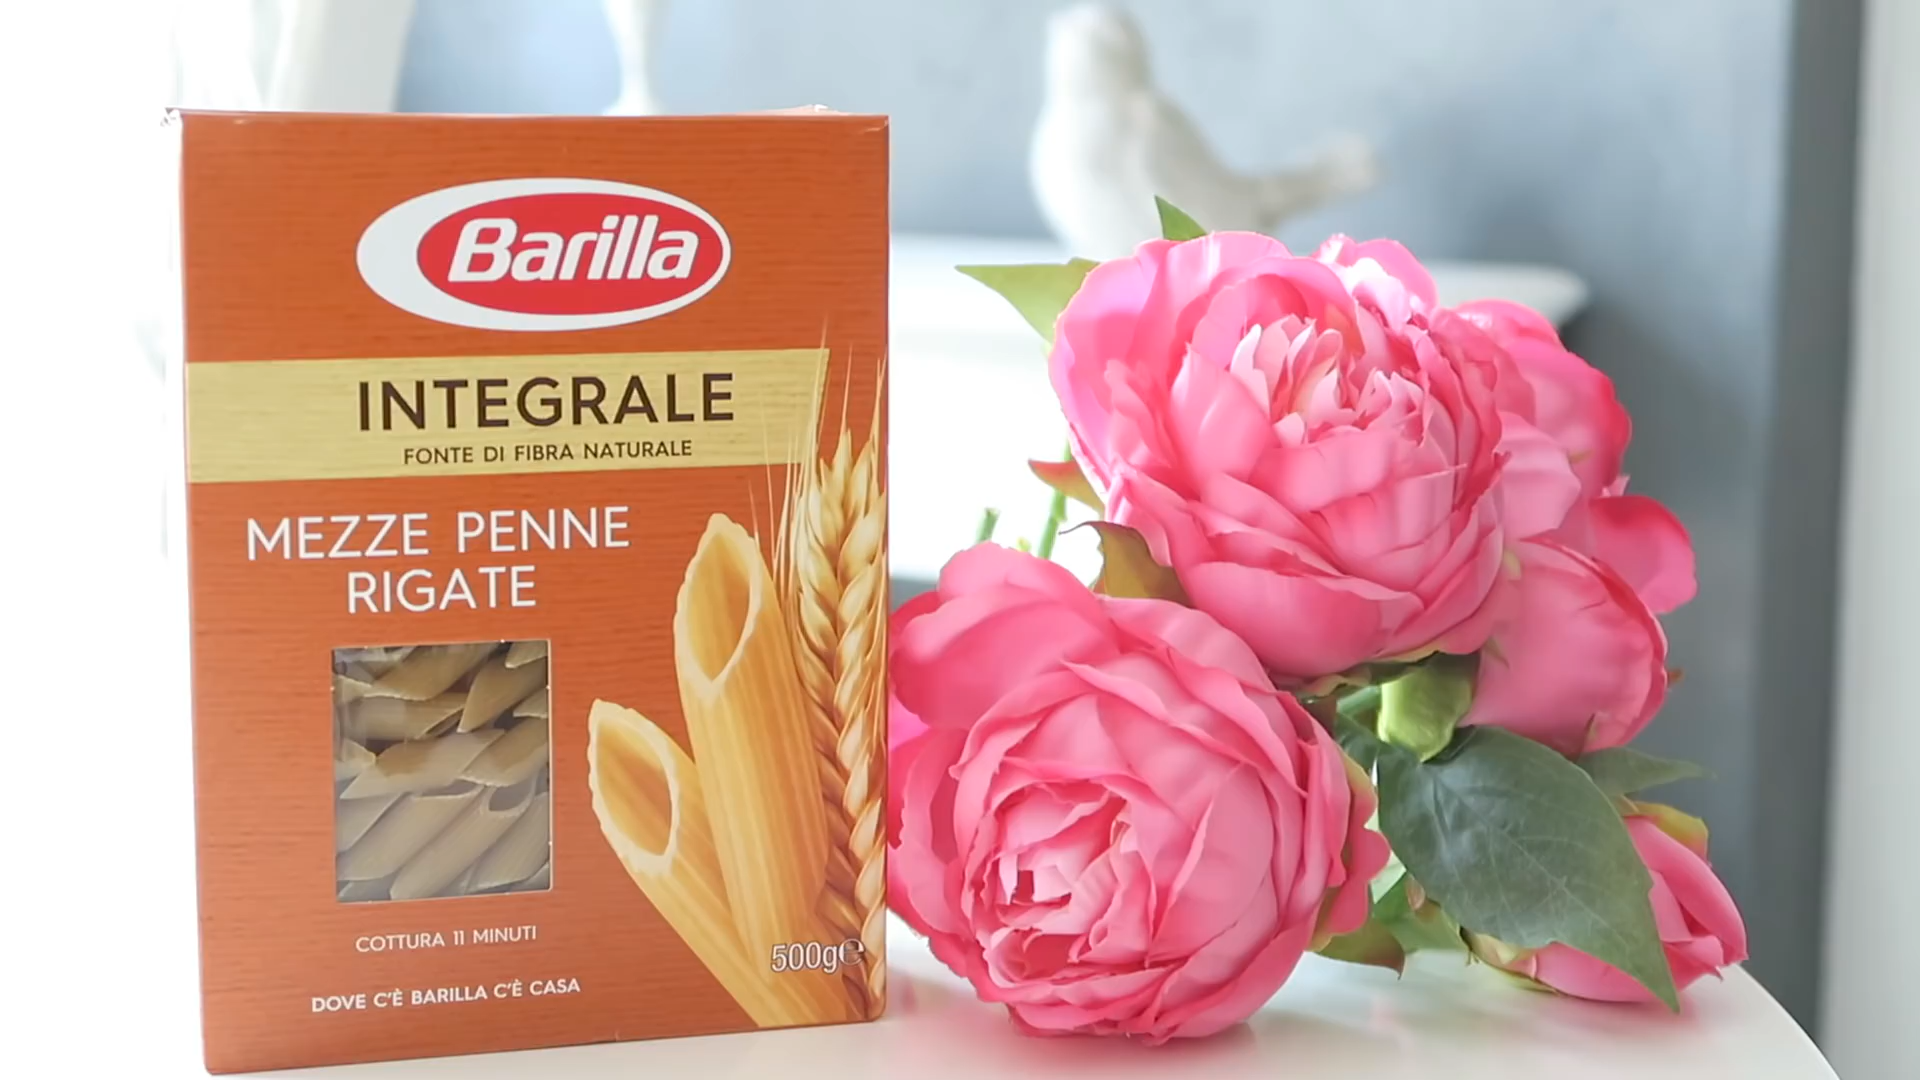 Barilla
INTEGRALE
FONTE DI FIBRA NATURALE
MEZZE PENNE
RIGATE
COTTURA 11 MINUTI
500g℮
DOVE C'È BARILLA C'È CASA